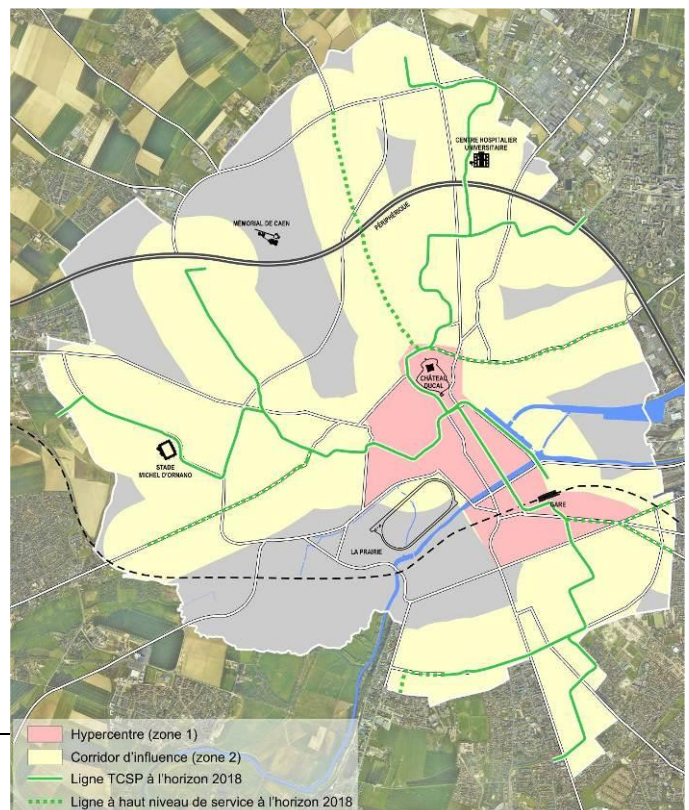 CENTRE HOSPITALIER
UNIVERSITAIRE
MÉMORIAL DE CAEN
PÉRIPHÉRIQUE
CHÂTEAU
DUCAL
STADE
MICHEL D'ORNANO
GARE
LA PRAIRIE
Hypercentre (zone 1)
Corridor d'influence (zone 2)
Ligne TCSP à l'horizon 2018
Ligne à haut niveau de service à l'horizon 2018